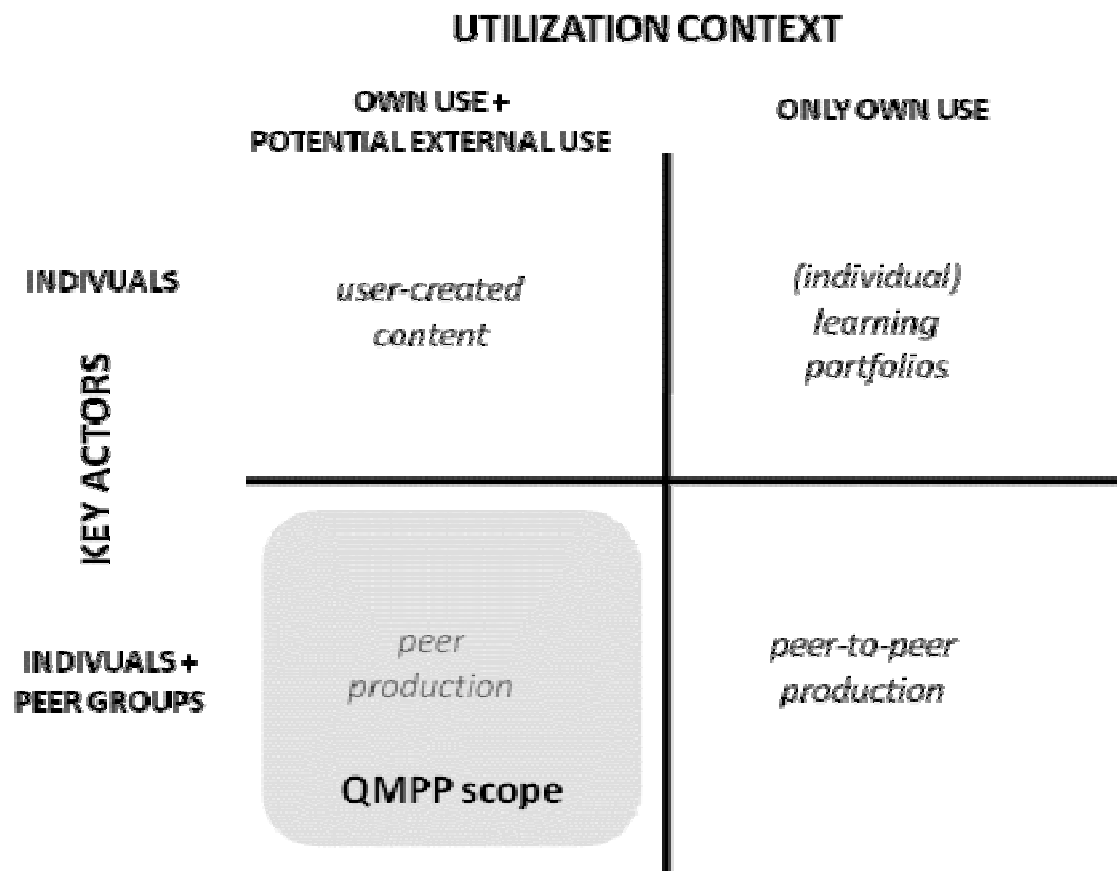 UTILIZATION CONTEXT
OWN USE +
POTENTIAL EXTERNAL USE
ONLY OWN USE
INDIVUALS
user-created
content
(individual)
learning
portfolios
KEY ACTORS
INDIVUALS +
PEER GROUPS
peer
production
QMPP scope
peer-to-peer
production